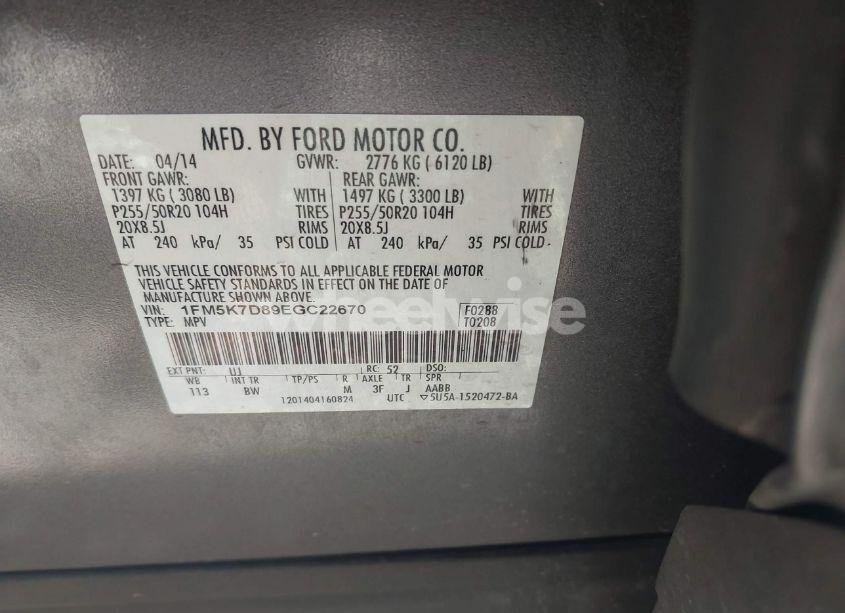 MFD. BY FORD MOTOR CO.
DATE: 04/14 GVWR: 2776 KG ( 6120 LB)
FRONT GAWR: REAR GAWR:
1397 KG ( 3080 LB) WITH 1497 KG ( 3300 LB) WITH
P255/50R20 104H TIRES P255/50R20 104H TIRES
20X8.5J RIMS 20X8.5J RIMS
AT 240 kPa/ 35 PSI COLD AT 240 kPa/ 35 PSI COLD
THIS VEHICLE CONFORMS TO ALL APPLICABLE FEDERAL MOTOR
VEHICLE SAFETY STANDARDS IN EFFECT ON THE DATE OF
MANUFACTURE SHOWN ABOVE.
VIN: 1FM5K7D89EGC22670 F0288
TYPE: MPV T0208
wheelwise
EXT PNT: UJ RC: 52 DSO:
WB INT TR TP/PS R AXLE TR SPR
113 BW M 3F J AABB
1201404160824 UTC ▽5U5A-1520472-BA